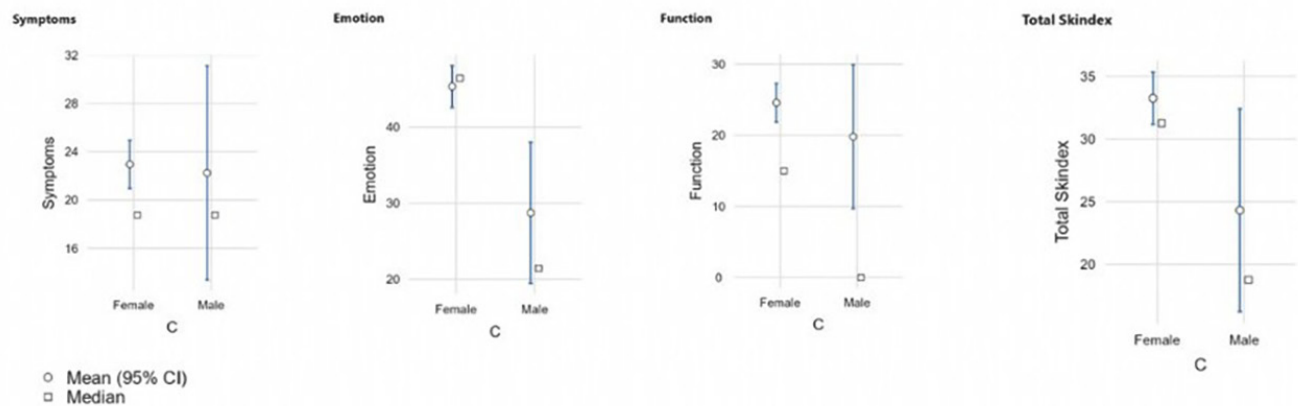 Symptoms
32
28
24
20
16
Symptoms
Female Male
C
Emotion
40
30
20
Emotion
Female Male
C
Function
30
20
10
0
Function
Female Male
C
Total Skindex
35
30
25
20
Total Skindex
Female Male
C
Mean (95% CI)
Median